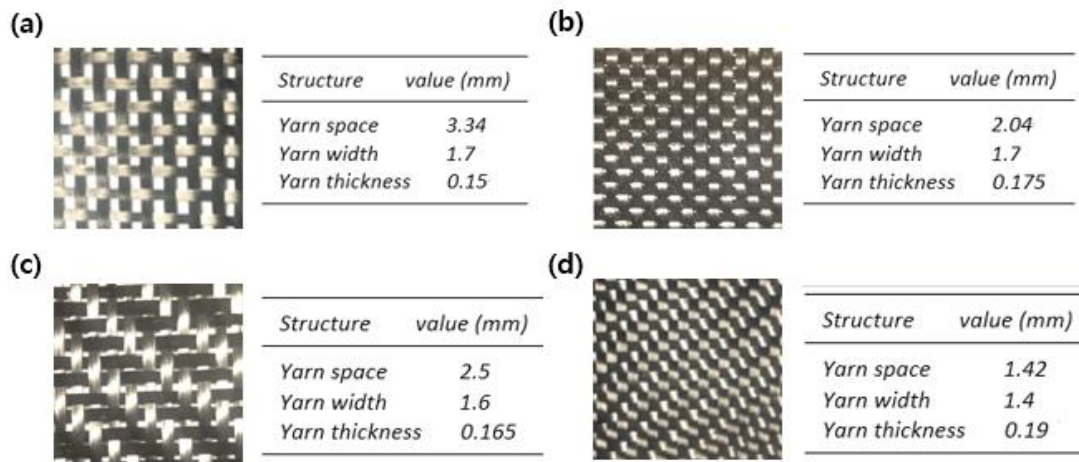 (a)
Structure value (mm)
Yarn space 3.34
Yarn width 1.7
Yarn thickness 0.15
(b)
Structure value (mm)
Yarn space 2.04
Yarn width 1.7
Yarn thickness 0.175
(c)
Structure value (mm)
Yarn space 2.5
Yarn width 1.6
Yarn thickness 0.165
(d)
Structure value (mm)
Yarn space 1.42
Yarn width 1.4
Yarn thickness 0.19